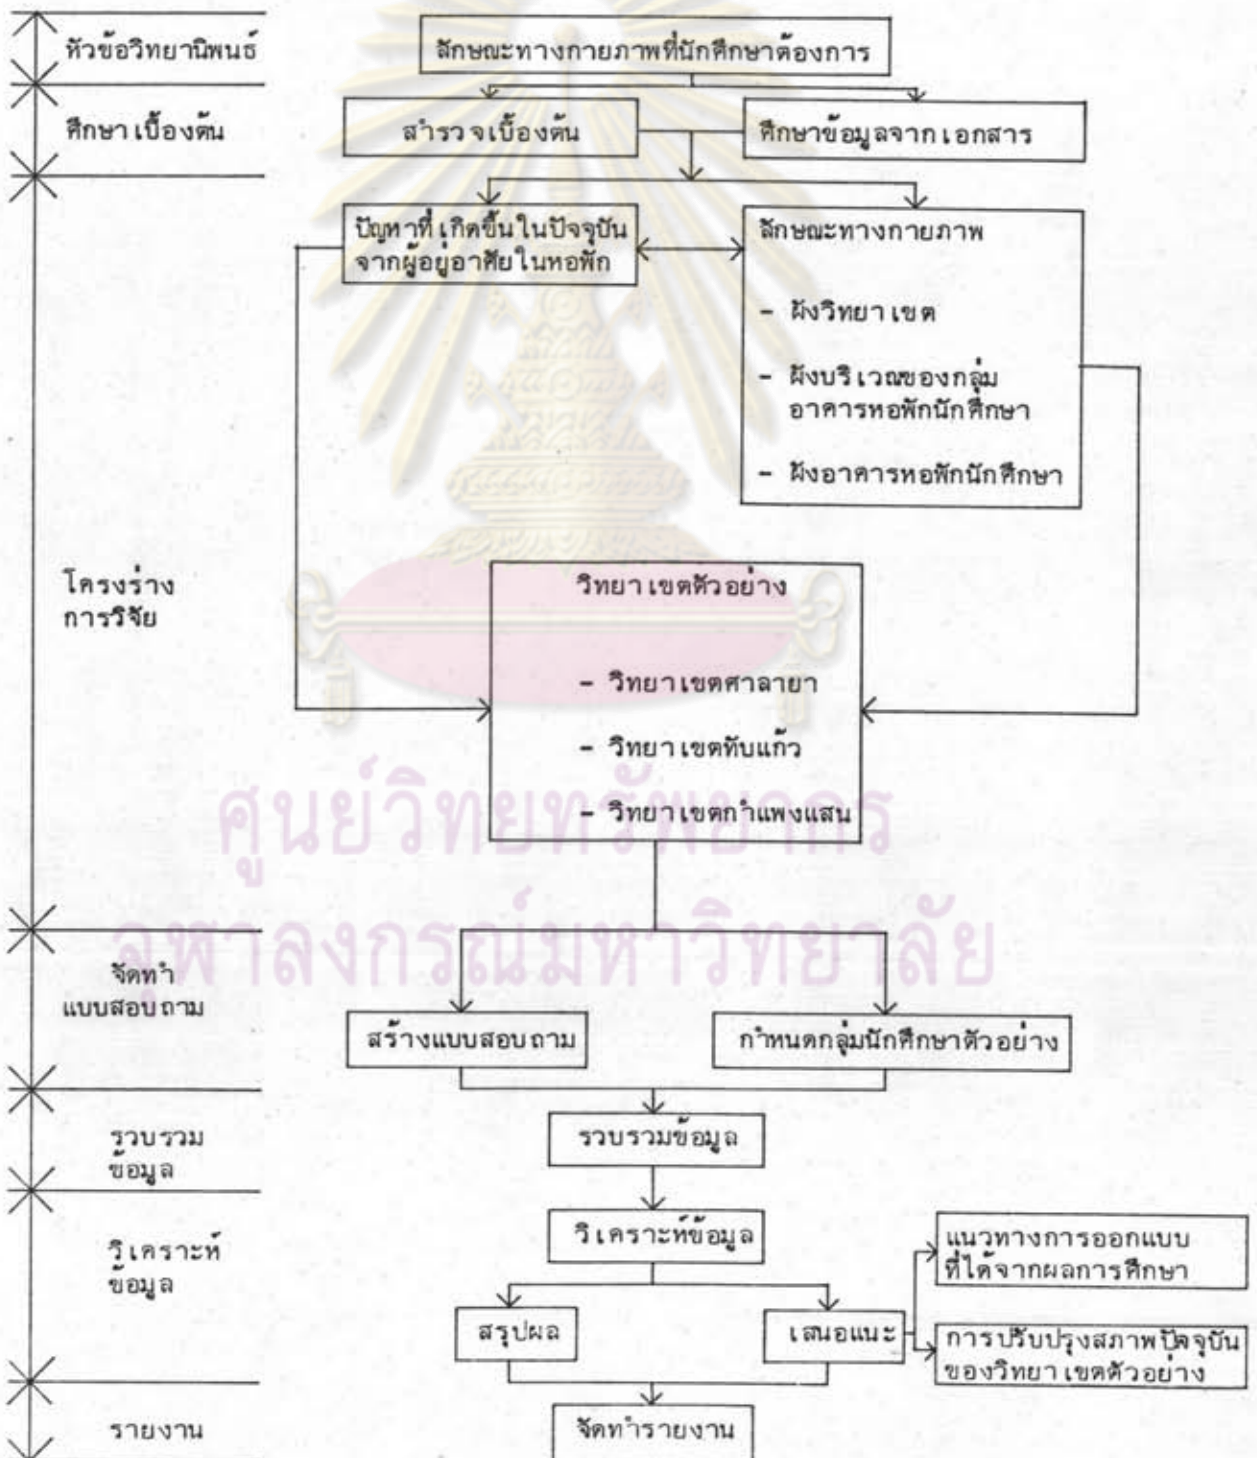 หัวข้อวิทยานิพนธ์
ลักษณะทางกายภาพที่นักศึกษาต้องการ
ศึกษาเบื้องต้น
สำรวจเบื้องต้น
ศึกษาข้อมูลจากเอกสาร
ปัญหาที่เกิดขึ้นในปัจจุบัน
จากผู้อยู่อาศัยในหอพัก
ลักษณะทางกายภาพ
- ผังวิทยาเขต
- ผังบริเวณของกลุ่ม
อาคารหอพักนักศึกษา
- ผังอาคารหอพักนักศึกษา
โครงร่าง
การวิจัย
วิทยาเขตตัวอย่าง
- วิทยาเขตศาลายา
- วิทยาเขตทับแก้ว
- วิทยาเขตกำแพงแสน
ศูนย์วิทยทรัพยากร
จุฬาลงกรณ์มหาวิทยาลัย
จัดทำ
แบบสอบถาม
สร้างแบบสอบถาม
กำหนดกลุ่มนักศึกษาตัวอย่าง
รวบรวม
ข้อมูล
รวบรวมข้อมูล
วิเคราะห์
ข้อมูล
วิเคราะห์ข้อมูล
แนวทางการออกแบบ
ที่ได้จากผลการศึกษา
สรุปผล
เสนอแนะ
การปรับปรุงสภาพปัจจุบัน
ของวิทยาเขตตัวอย่าง
รายงาน
จัดทำรายงาน